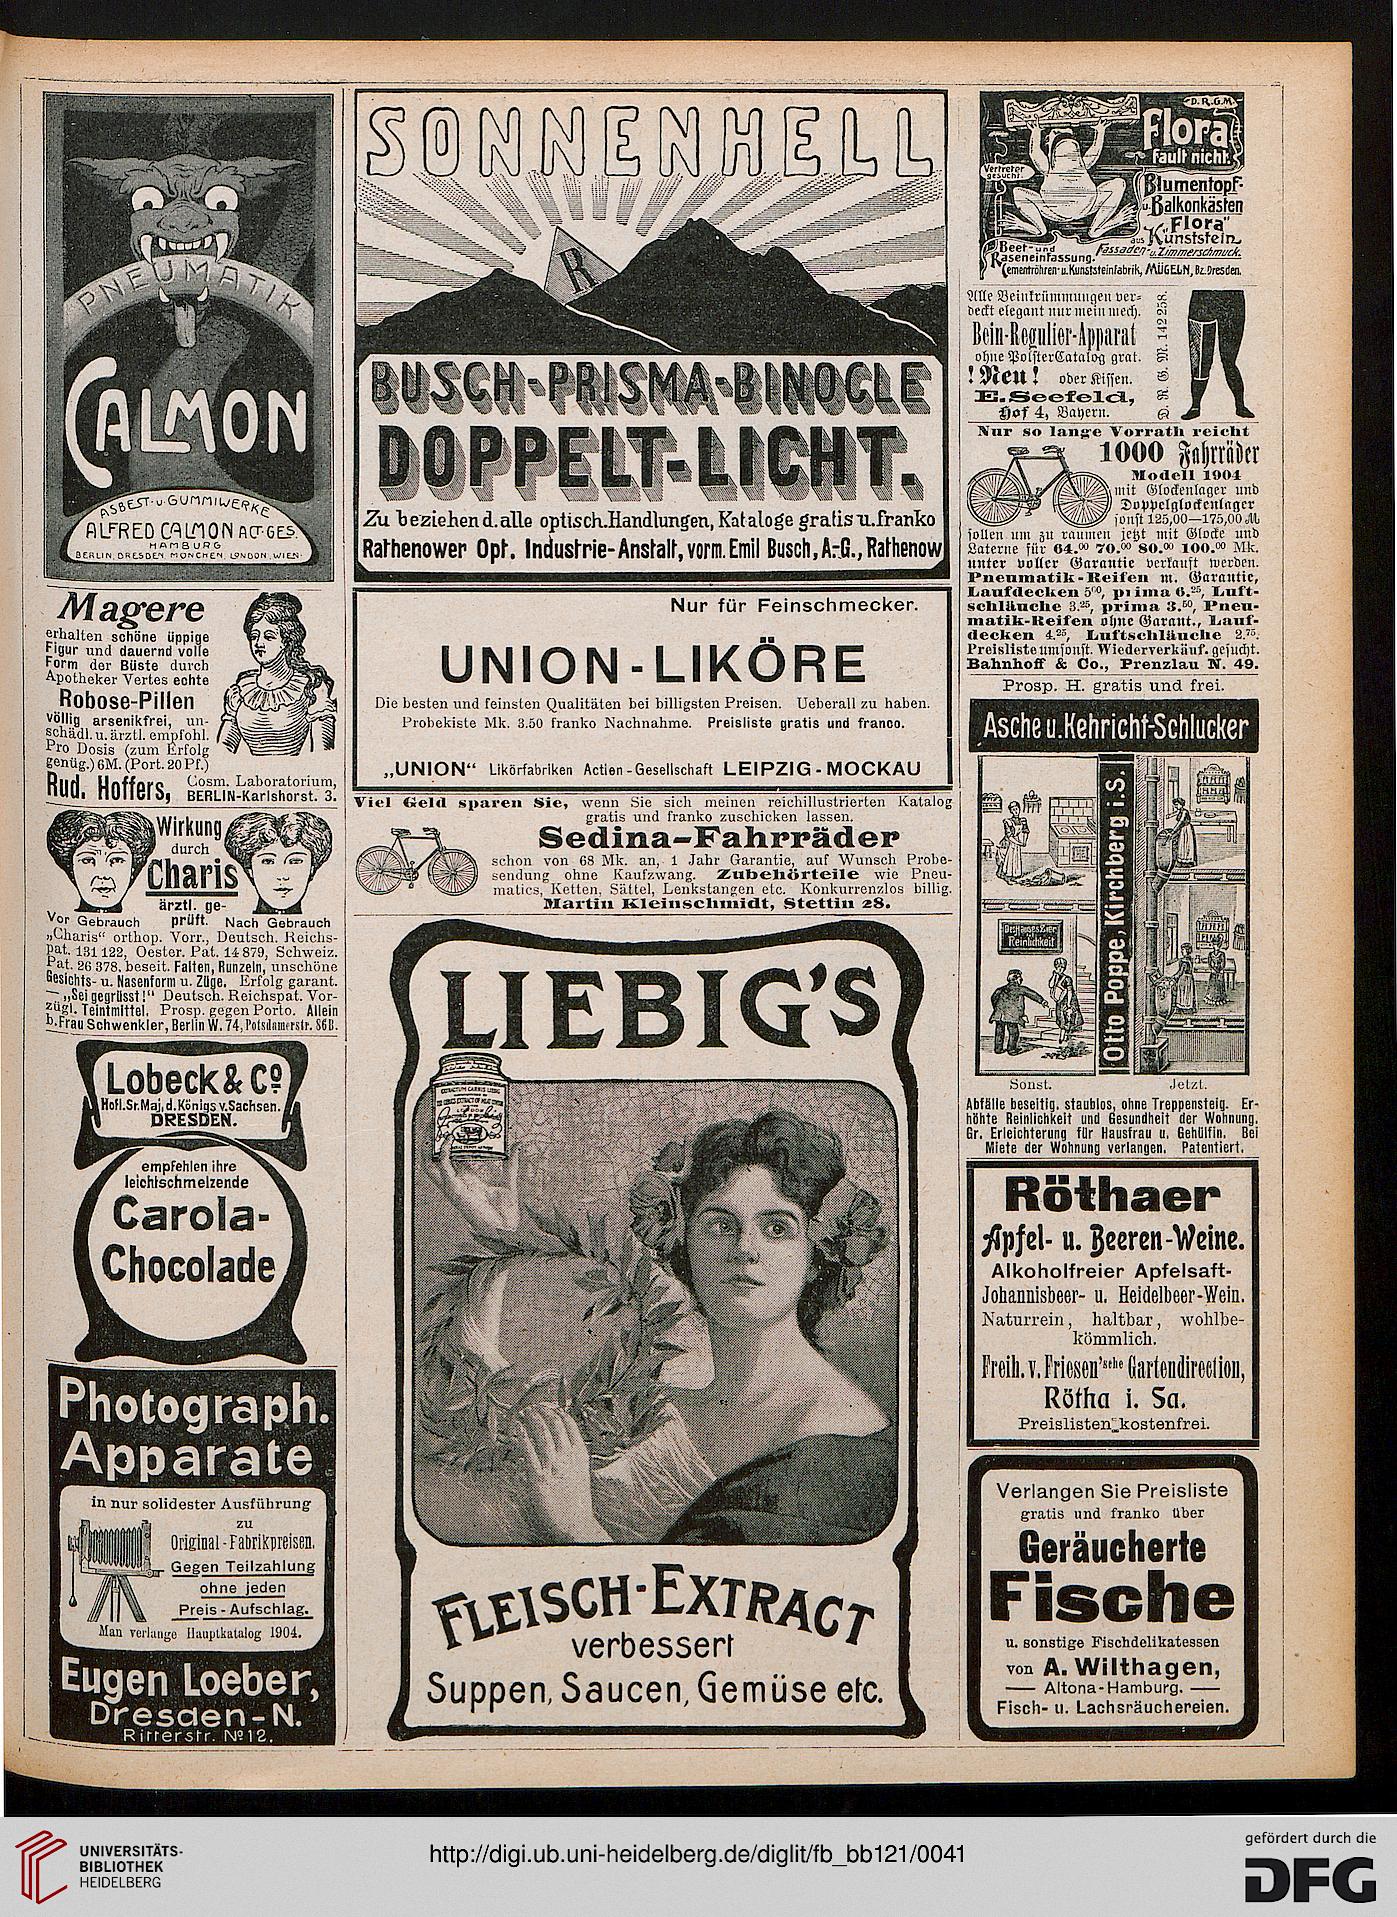 PNEUMATIK
CALMON
ASBEST- u. GUMMIWERKE
ALFRED CALMON ACT-GES.
HAMBURG
BERLIN, DRESDEN, MÜNCHEN, LONDON, WIEN.
Magere
erhalten schöne üppige
Figur und dauernd volle
Form der Büste durch
Apotheker Vertes echte
Robose-Pillen
völlig arsenikfrei, un-
schädl. u. ärztl. empfohl.
Pro Dosis (zum Erfolg
genüg.) 6M. (Port. 20 Pf.)
Rud. Hoffers, Cosm. Laboratorium,
BERLIN-Karlshorst. 3.
Wirkung
durch
Charis
ärztl. ge-
Vor Gebrauch prüft. Nach Gebrauch
„Charis“ orthop. Vorr., Deutsch. Reichs-
pat. 131 122, Oester. Pat. 14 879, Schweiz.
Pat. 26 378, beseit. Falten, Runzeln, unschöne
Gesichts- u. Nasenform u. Züge. Erfolg garant.
— „Sei gegrüsst!“ Deutsch. Reichspat. Vor-
zügl. Teintmittel. Prosp. gegen Porto. Allein
b. Frau Schwenkler, Berlin W. 74, Potsdamerstr. 86B.
Lobeck & Co.
Hofl. Sr. Maj. d. Königs v. Sachsen.
DRESDEN.
empfehlen ihre
leichtschmelzende
Carola-
Chocolade
Photograph.
Apparate
in nur solidester Ausführung
zu
Original-Fabrikpreisen.
Gegen Teilzahlung
ohne jeden
Preis-Aufschlag.
Man verlange Hauptkatalog 1904.
Eugen Loeber,
Dresden-N.
Ritterstr. No 12.
SONNENHELL
R
BUSCH-PRISMA-BINOCLE
DOPPELT-LICHT.
Zu beziehen d. alle optisch. Handlungen, Kataloge gratis u. franko
Rathenower Opt. Industrie-Anstalt, vorm. Emil Busch, A.-G., Rathenow
Nur für Feinschmecker.
UNION-LIKÖRE
Die besten und feinsten Qualitäten bei billigsten Preisen. Ueberall zu haben.
Probekiste Mk. 3.50 franko Nachnahme. Preisliste gratis und franco.
„UNION“ Likörfabriken Actien-Gesellschaft LEIPZIG-MOCKAU
Viel Geld sparen Sie, wenn Sie sich meinen reichillustrierten Katalog
gratis und franko zuschicken lassen.
Sedina-Fahrräder
schon von 68 Mk. an, 1 Jahr Garantie, auf Wunsch Probe-
sendung ohne Kaufzwang. Zubehörteile wie Pneu-
matics, Ketten, Sättel, Lenkstangen etc. Konkurrenzlos billig.
Martin Kleinschmidt, Stettin 28.
LIEBIG'S
EXTRACTUM CARNIS LIEBIG
FLEISCH-EXTRACT
verbessert
Suppen, Saucen, Gemüse etc.
D.R.G.M.
Flora
fault nicht.
Vertreter
gesucht.
Blumentopf-
u. Balkonkästen
„Flora“
aus Kunststein.
Beet- und
Raseneinfassung. Fassaden- u. Zimmerschmuck.
Cementröhren- u. Kunststeinfabrik, MÜGELN, Bz. Dresden.
Alle Beinkrümmungen ver-
deckt elegant nur mein mech.
Bein-Regulier-Apparat
ohne Polster Catalog grat.
! Neu ! oder Kissen.
E. Seefeld,
Hof 4, Bayern.
D. R. G. M. 142 258.
Nur so lange Vorrath reicht
1000 Fahrräder
Modell 1904
mit Glockenlager und
Doppelglockenlager
sonst 125,00—175,00 M
sollen um zu räumen jetzt mit Glocke und
Laterne für 64.00 70.00 80.00 100.00 Mk.
unter voller Garantie verkauft werden.
Pneumatik-Reifen m. Garantie,
Laufdecken 5.00, prima 6.25, Luft-
schläuche 3.25, prima 3.50, Pneu-
matik-Reifen ohne Garant., Lauf-
decken 4.25, Luftschläuche 2.75.
Preisliste umsonst. Wiederverkäuf. gesucht.
Bahnhoff & Co., Prenzlau N. 49.
Prosp. H. gratis und frei.
Asche u. Kehricht-Schlucker
Des Hauses Zier
Reinlichkeit
Otto Poppe, Kirchberg i. S.
Sonst. Jetzt.
Abfälle beseitig. staublos, ohne Treppensteig. Er-
höhte Reinlichkeit und Gesundheit der Wohnung.
Gr. Erleichterung für Hausfrau u. Gehülfin. Bei
Miete der Wohnung verlangen. Patentiert.
Röthaer
Apfel- u. Beeren-Weine.
Alkoholfreier Apfelsaft-
Johannisbeer- u. Heidelbeer-Wein.
Naturrein, haltbar, wohlbe-
kömmlich.
Freih. v. Friesen'sche Gartendirection,
Rötha i. Sa.
Preislisten kostenfrei.
Verlangen Sie Preisliste
gratis und franko über
Geräucherte
Fische
u. sonstige Fischdelikatessen
von A. Wilthagen,
Altona-Hamburg.
Fisch- u. Lachsräuchereien.
UNIVERSITÄTS-
BIBLIOTHEK
HEIDELBERG
http://digi.ub.uni-heidelberg.de/diglit/fb_bb121/0041
gefördert durch die
DFG